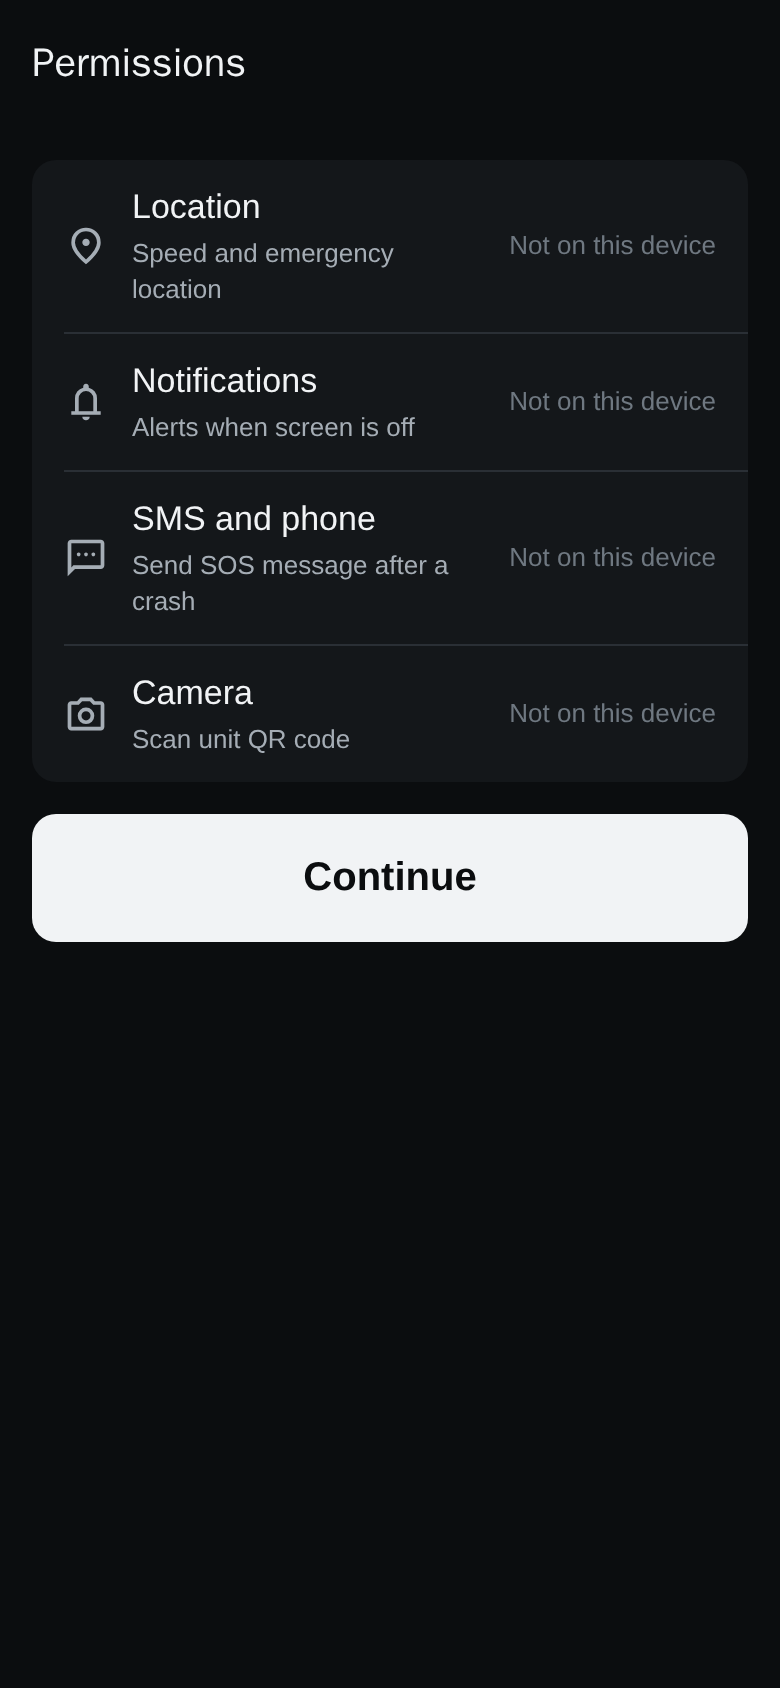 Permissions
Location
Speed and emergency
location
Not on this device
Notifications
Alerts when screen is off
Not on this device
SMS and phone
Send SOS message after a
crash
Not on this device
Camera
Scan unit QR code
Not on this device
Continue